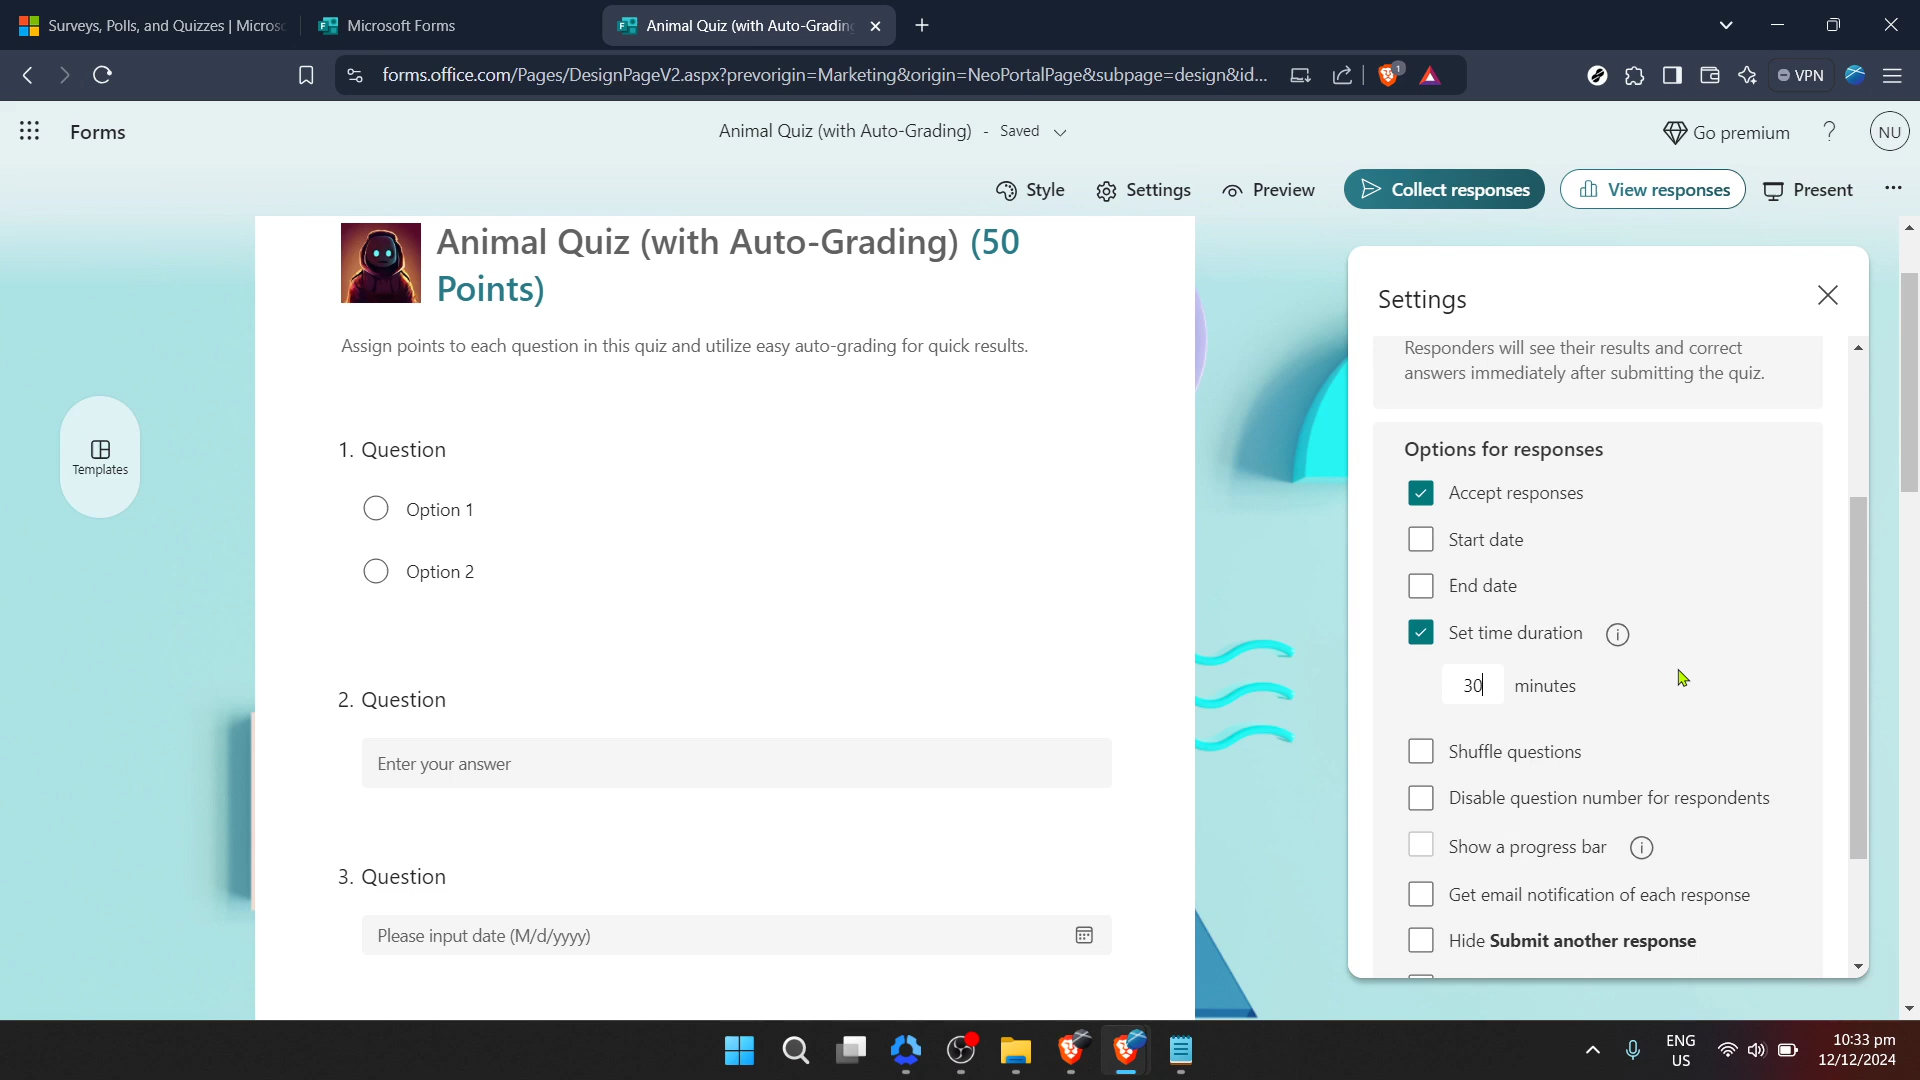 Surveys, Polls, and Quizzes | Micros
Microsoft Forms
Animal Quiz (with Auto-Grading
forms.office.com/Pages/DesignPageV2.aspx?prevorigin=Marketing&origin=NeoPortalPage&subpage=design&id...
1
VPN
Forms
Animal Quiz (with Auto-Grading) - Saved
Go premium
?
NU
Style
Settings
Preview
Collect responses
View responses
Present
Animal Quiz (with Auto-Grading) (50
Points)
Assign points to each question in this quiz and utilize easy auto-grading for quick results.
Templates
1. Question
Option 1
Option 2
2. Question
Enter your answer
3. Question
Please input date (M/d/yyyy)
Settings
Responders will see their results and correct
answers immediately after submitting the quiz.
Options for responses
Accept responses
Start date
End date
Set time duration
30 minutes
Shuffle questions
Disable question number for respondents
Show a progress bar
Get email notification of each response
Hide Submit another response
ENG
US
10:33 pm
12/12/2024